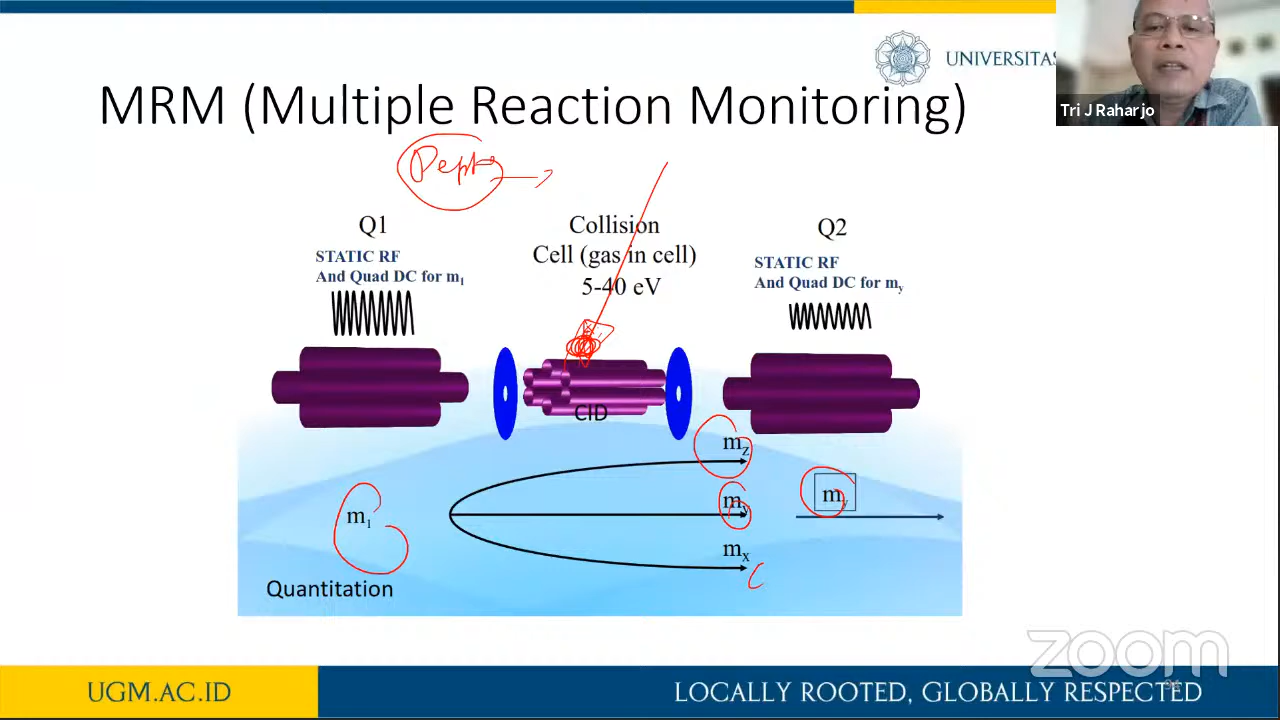 UNIVERSITAS
Tri J Raharjo
MRM (Multiple Reaction Monitoring)
Q1
STATIC RF
And Quad DC for m₁
Collision
Cell (gas in cell)
5-40 eV
Q2
STATIC RF
And Quad DC for my
CID
mz
my
mx
m₁
my
Quantitation
zoom
UGM.AC.ID
LOCALLY ROOTED, GLOBALLY RESPECTED